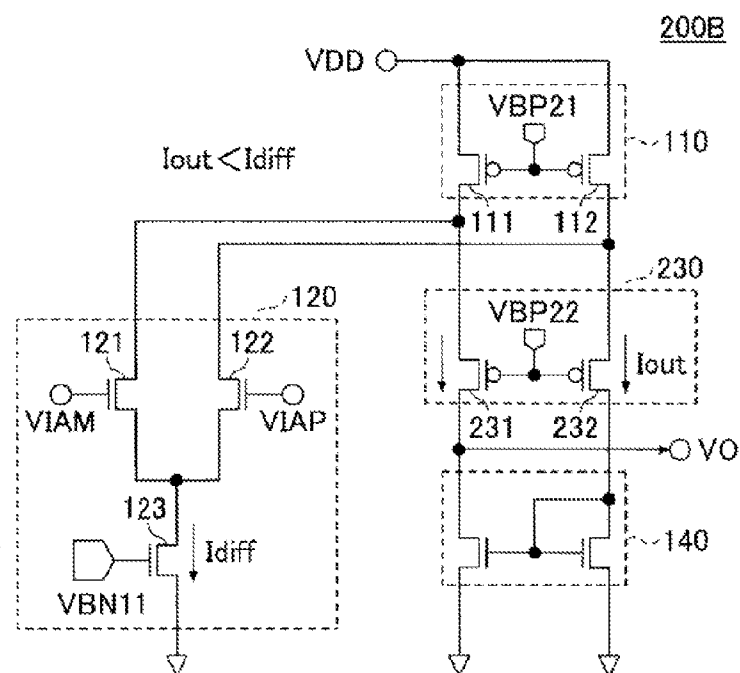 200B
VDD
VBP21
110
Iout<Idiff
111
112
230
120
VBP22
121
122
Iout
VIAM
VIAP
231
232
VO
123
Idiff
140
VBN11